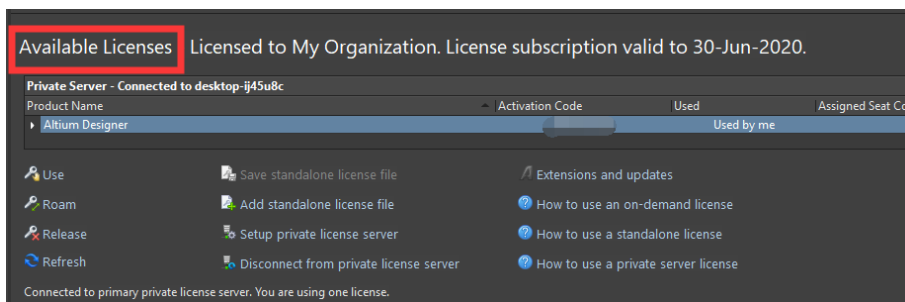 Available Licenses Licensed to My Organization. License subscription valid to 30-Jun-2020.
Private Server - Connected to desktop-ij45u8c
Product Name Activation Code Used Assigned Seat Co
Altium Designer Used by me
Use Save standalone license file Extensions and updates
Roam Add standalone license file How to use an on-demand license
Release Setup private license server How to use a standalone license
Refresh Disconnect from private license server How to use a private server license
Connected to primary private license server. You are using one license.